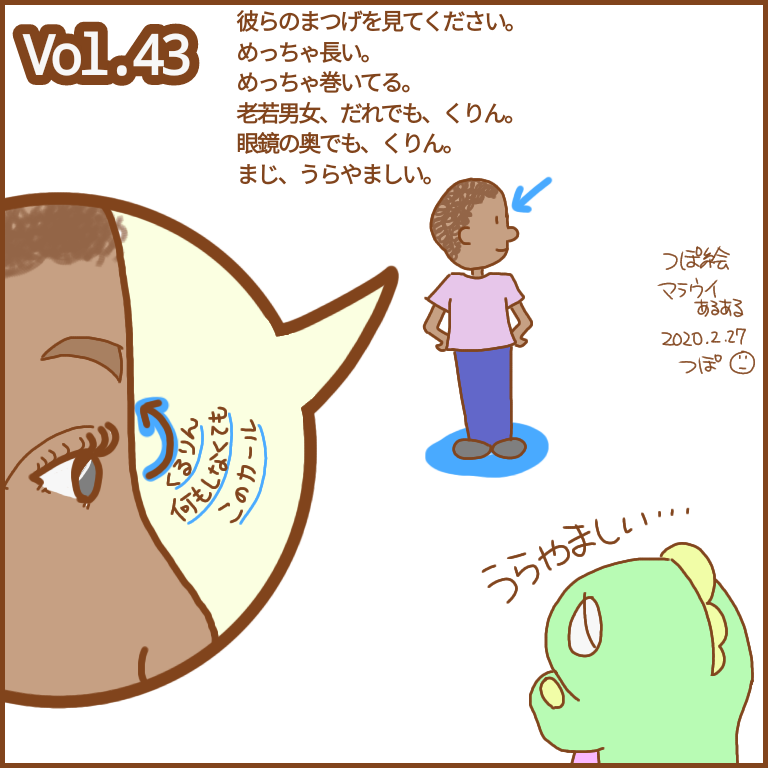 Vol.43
彼らのまつげを見てください。
めっちゃ長い。
めっちゃ巻いてる。
老若男女、だれでも、くりん。
眼鏡の奥でも、くりん。
まじ、うらやましい。
つぽ絵
マラウイ
あるある
2020.2.27
つぽ
くるりん
何もしなくても
このカール
うらやましい…